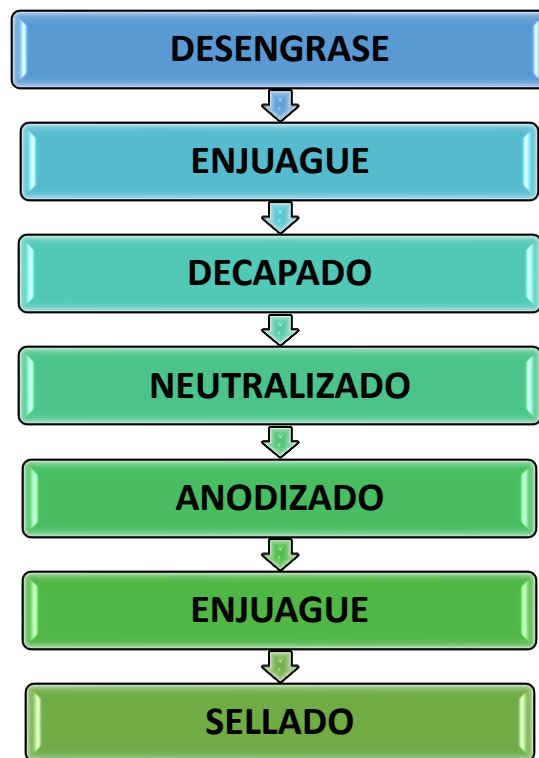 DESENGRASE
ENJUAGUE
DECAPADO
NEUTRALIZADO
ANODIZADO
ENJUAGUE
SELLADO